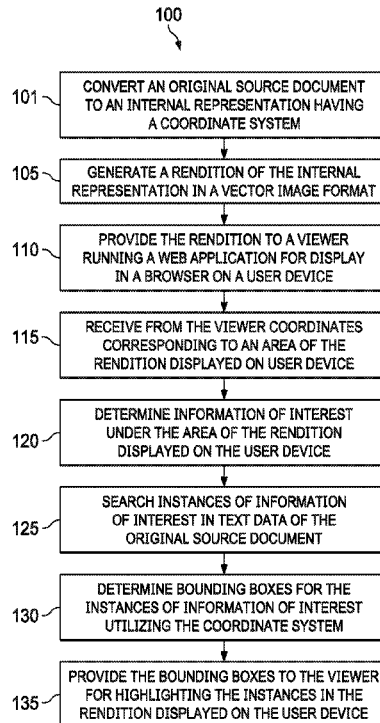 100
101
CONVERT AN ORIGINAL SOURCE DOCUMENT
TO AN INTERNAL REPRESENTATION HAVING
A COORDINATE SYSTEM
105
GENERATE A RENDITION OF THE INTERNAL
REPRESENTATION IN A VECTOR IMAGE FORMAT
110
PROVIDE THE RENDITION TO A VIEWER
RUNNING A WEB APPLICATION FOR DISPLAY
IN A BROWSER ON A USER DEVICE
115
RECEIVE FROM THE VIEWER COORDINATES
CORRESPONDING TO AN AREA OF THE
RENDITION DISPLAYED ON USER DEVICE
120
DETERMINE INFORMATION OF INTEREST
UNDER THE AREA OF THE RENDITION
DISPLAYED ON THE USER DEVICE
125
SEARCH INSTANCES OF INFORMATION
OF INTEREST IN TEXT DATA OF THE
ORIGINAL SOURCE DOCUMENT
130
DETERMINE BOUNDING BOXES FOR THE
INSTANCES OF INFORMATION OF INTEREST
UTILIZING THE COORDINATE SYSTEM
135
PROVIDE THE BOUNDING BOXES TO THE VIEWER
FOR HIGHLIGHTING THE INSTANCES IN THE
RENDITION DISPLAYED ON THE USER DEVICE